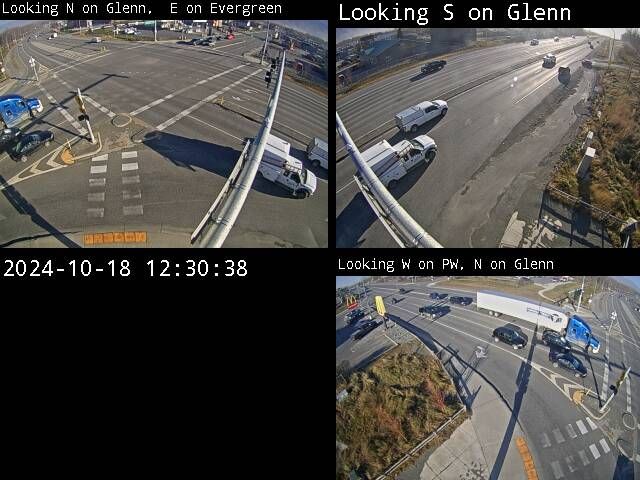 Looking N on Glenn,  E on Evergreen
Looking S on Glenn
2024-10-18 12:30:38
Looking W on PW, N on Glenn